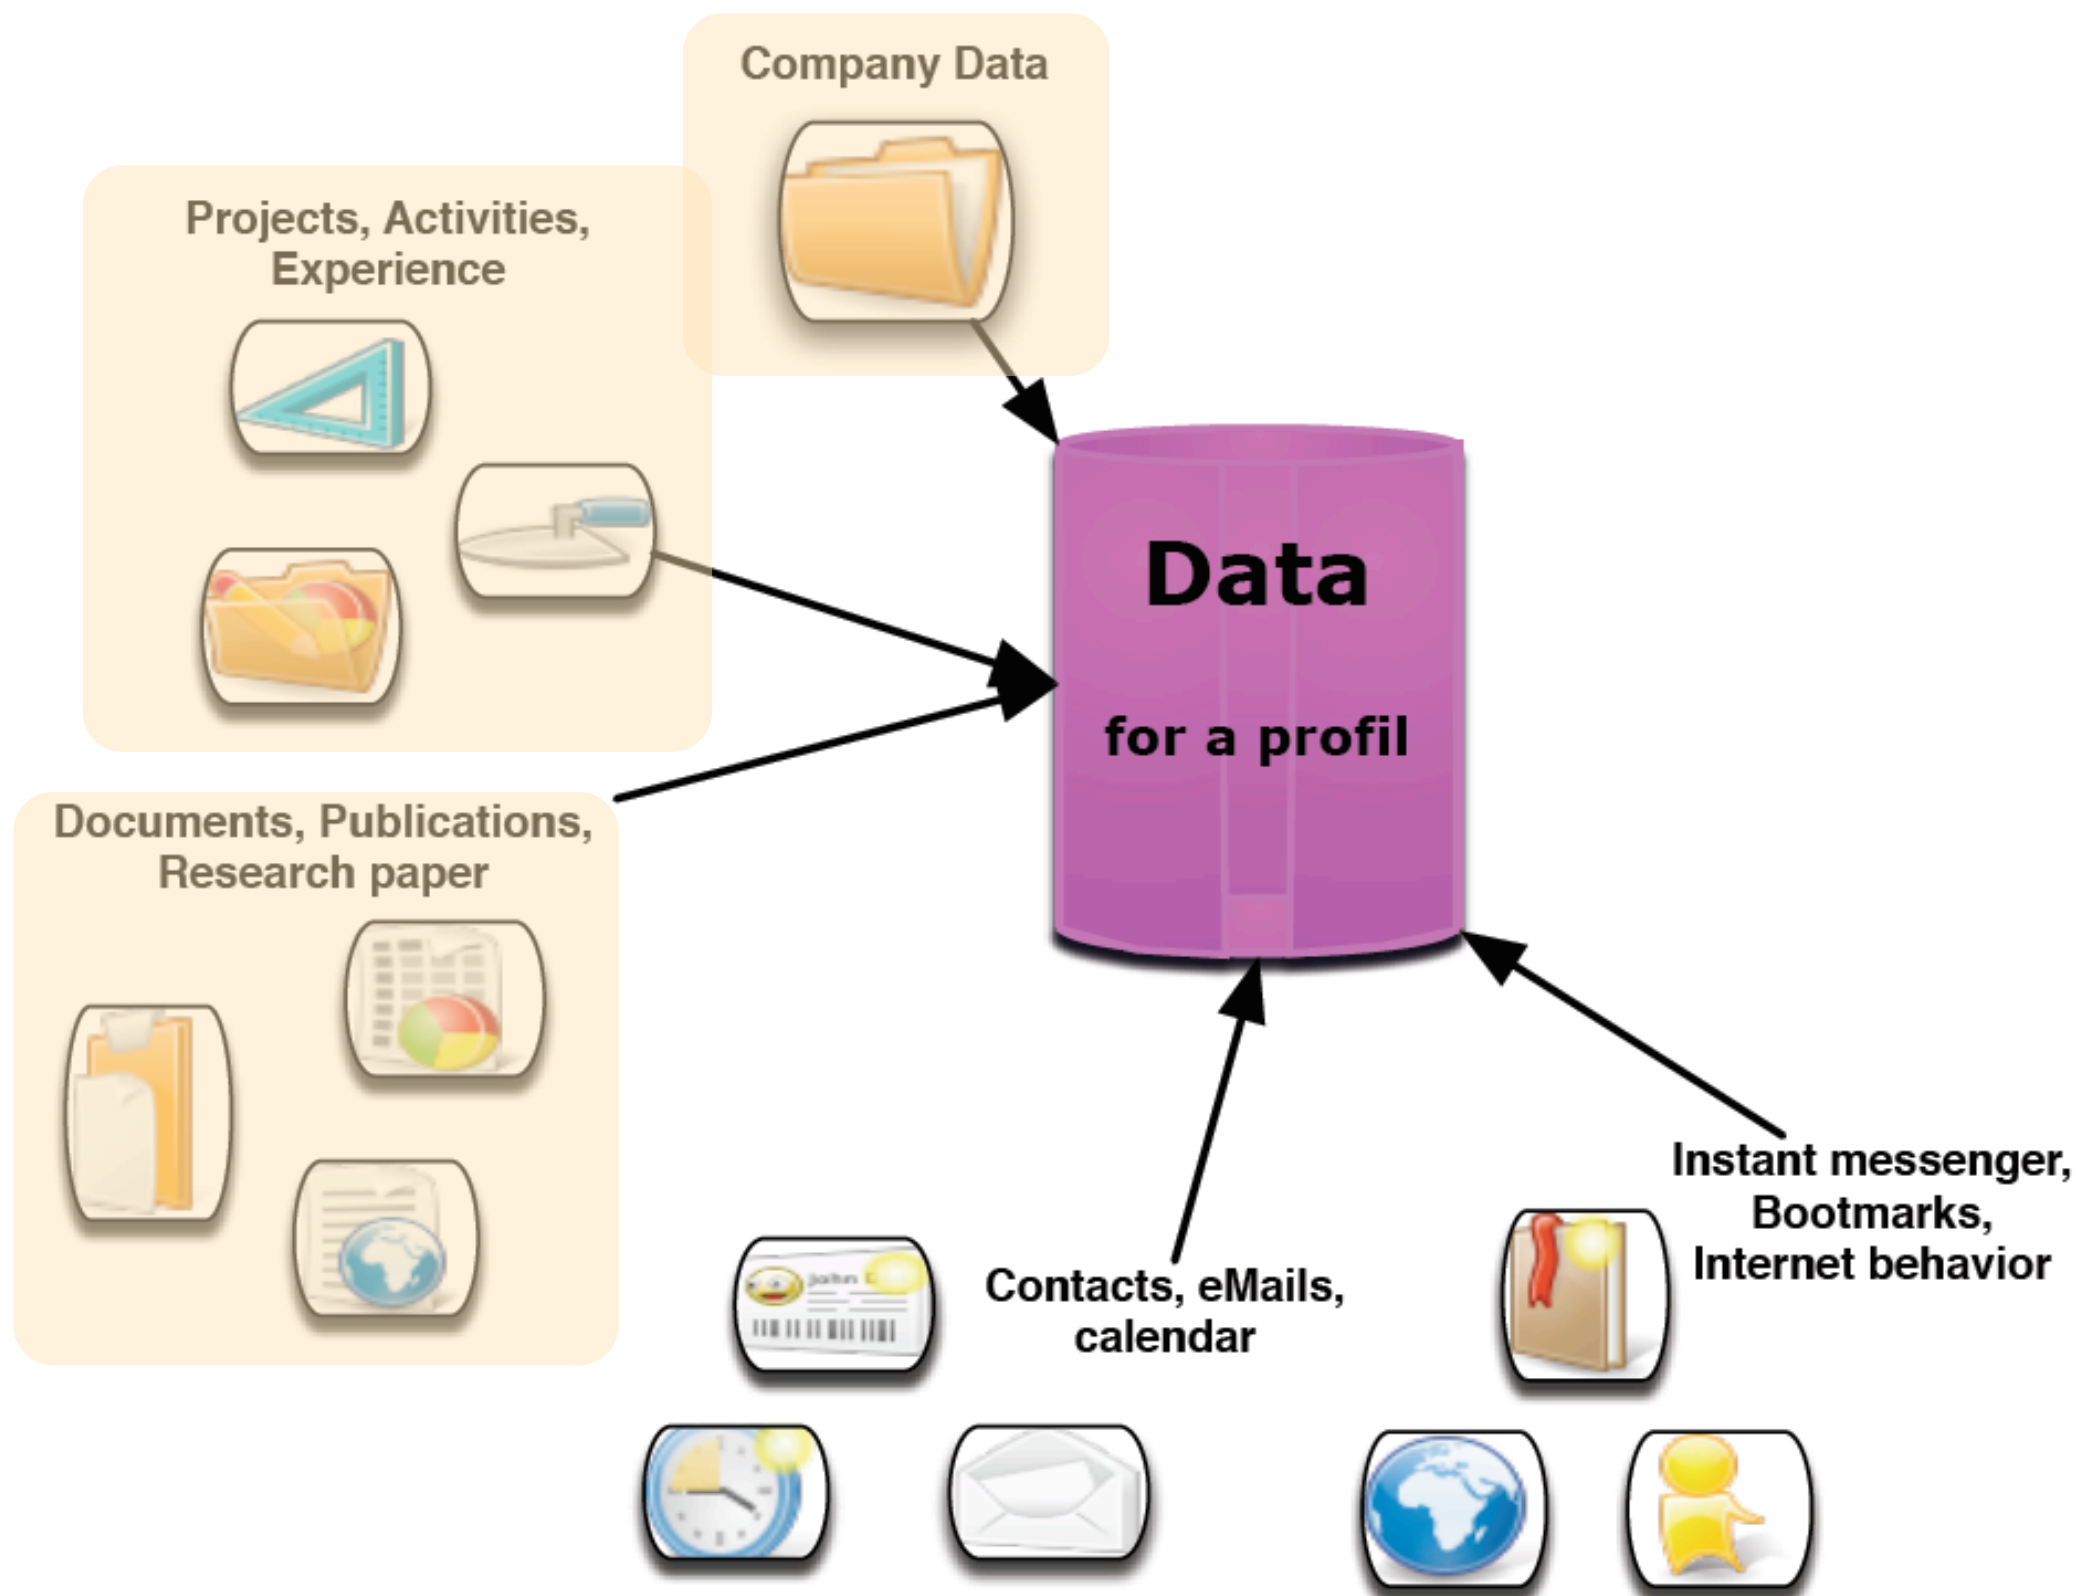 Company Data
Projects, Activities,
Experience
Data
for a profil
Documents, Publications,
Research paper
Instant messenger,
Bootmarks,
Internet behavior
Contacts, eMails,
calendar
John